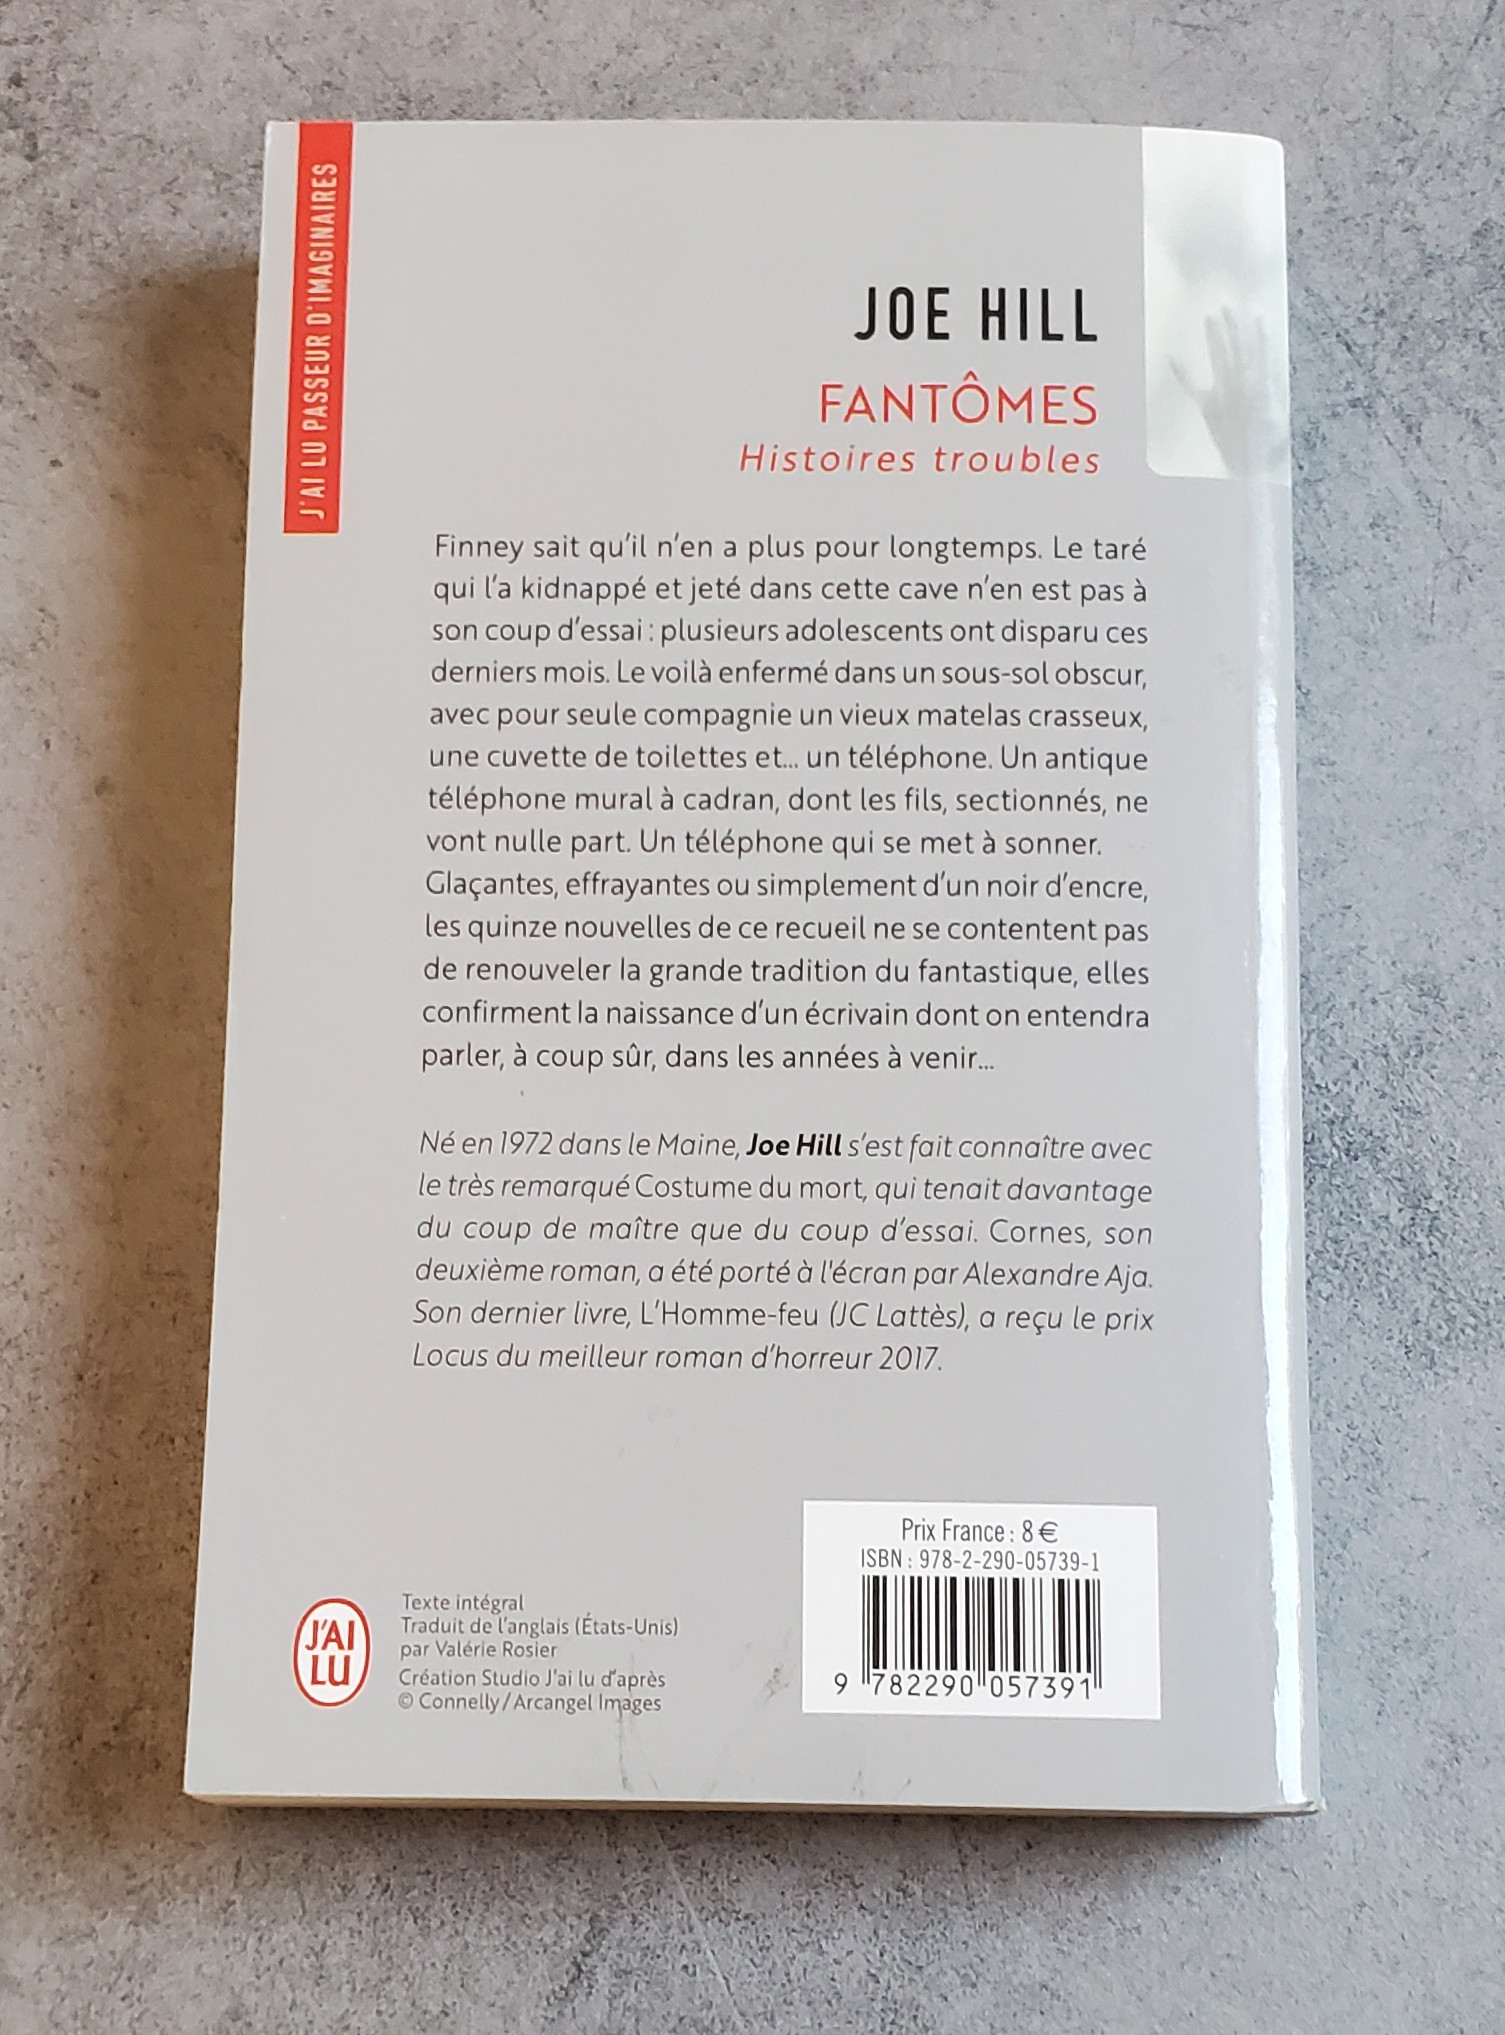 J'AI LU PASSEUR D'IMAGINAIRES
JOE HILL
FANTÔMES
Histoires troubles
Finney sait qu'il n'en a plus pour longtemps. Le taré
qui l'a kidnappé et jeté dans cette cave n'en est pas à
son coup d'essai : plusieurs adolescents ont disparu ces
derniers mois. Le voilà enfermé dans un sous-sol obscur,
avec pour seule compagnie un vieux matelas crasseux,
une cuvette de toilettes et... un téléphone. Un antique
téléphone mural à cadran, dont les fils, sectionnés, ne
vont nulle part. Un téléphone qui se met à sonner.
Glaçantes, effrayantes ou simplement d'un noir d'encre,
les quinze nouvelles de ce recueil ne se contentent pas
de renouveler la grande tradition du fantastique, elles
confirment la naissance d'un écrivain dont on entendra
parler, à coup sûr, dans les années à venir...
Né en 1972 dans le Maine, Joe Hill s'est fait connaître avec
le très remarqué Costume du mort, qui tenait davantage
du coup de maître que du coup d'essai. Cornes, son
deuxième roman, a été porté à l'écran par Alexandre Aja.
Son dernier livre, L'Homme-feu (JC Lattès), a reçu le prix
Locus du meilleur roman d'horreur 2017.
Prix France : 8 €
ISBN : 978-2-290-05739-1
9 782290 057391
J'AI
LU
Texte intégral
Traduit de l'anglais (États-Unis)
par Valérie Rosier
Création Studio J'ai lu d'après
© Connelly / Arcangel Images